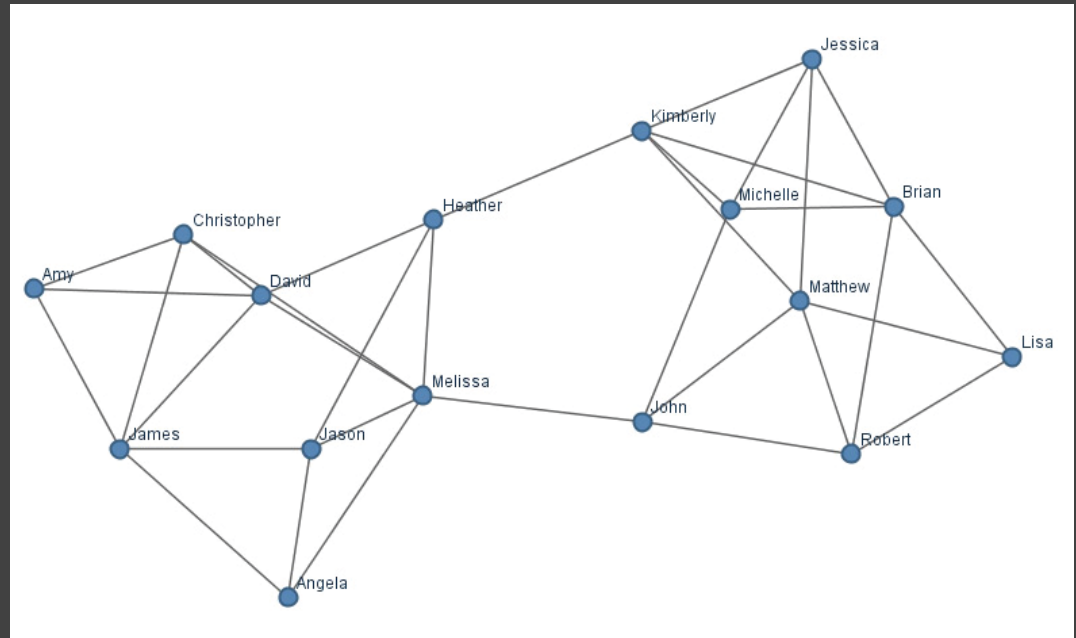 Jessica
Kimberly
Michelle
Brian
Heather
Christopher
Amy
David
Matthew
Lisa
Melissa
John
James
Jason
Robert
Angela